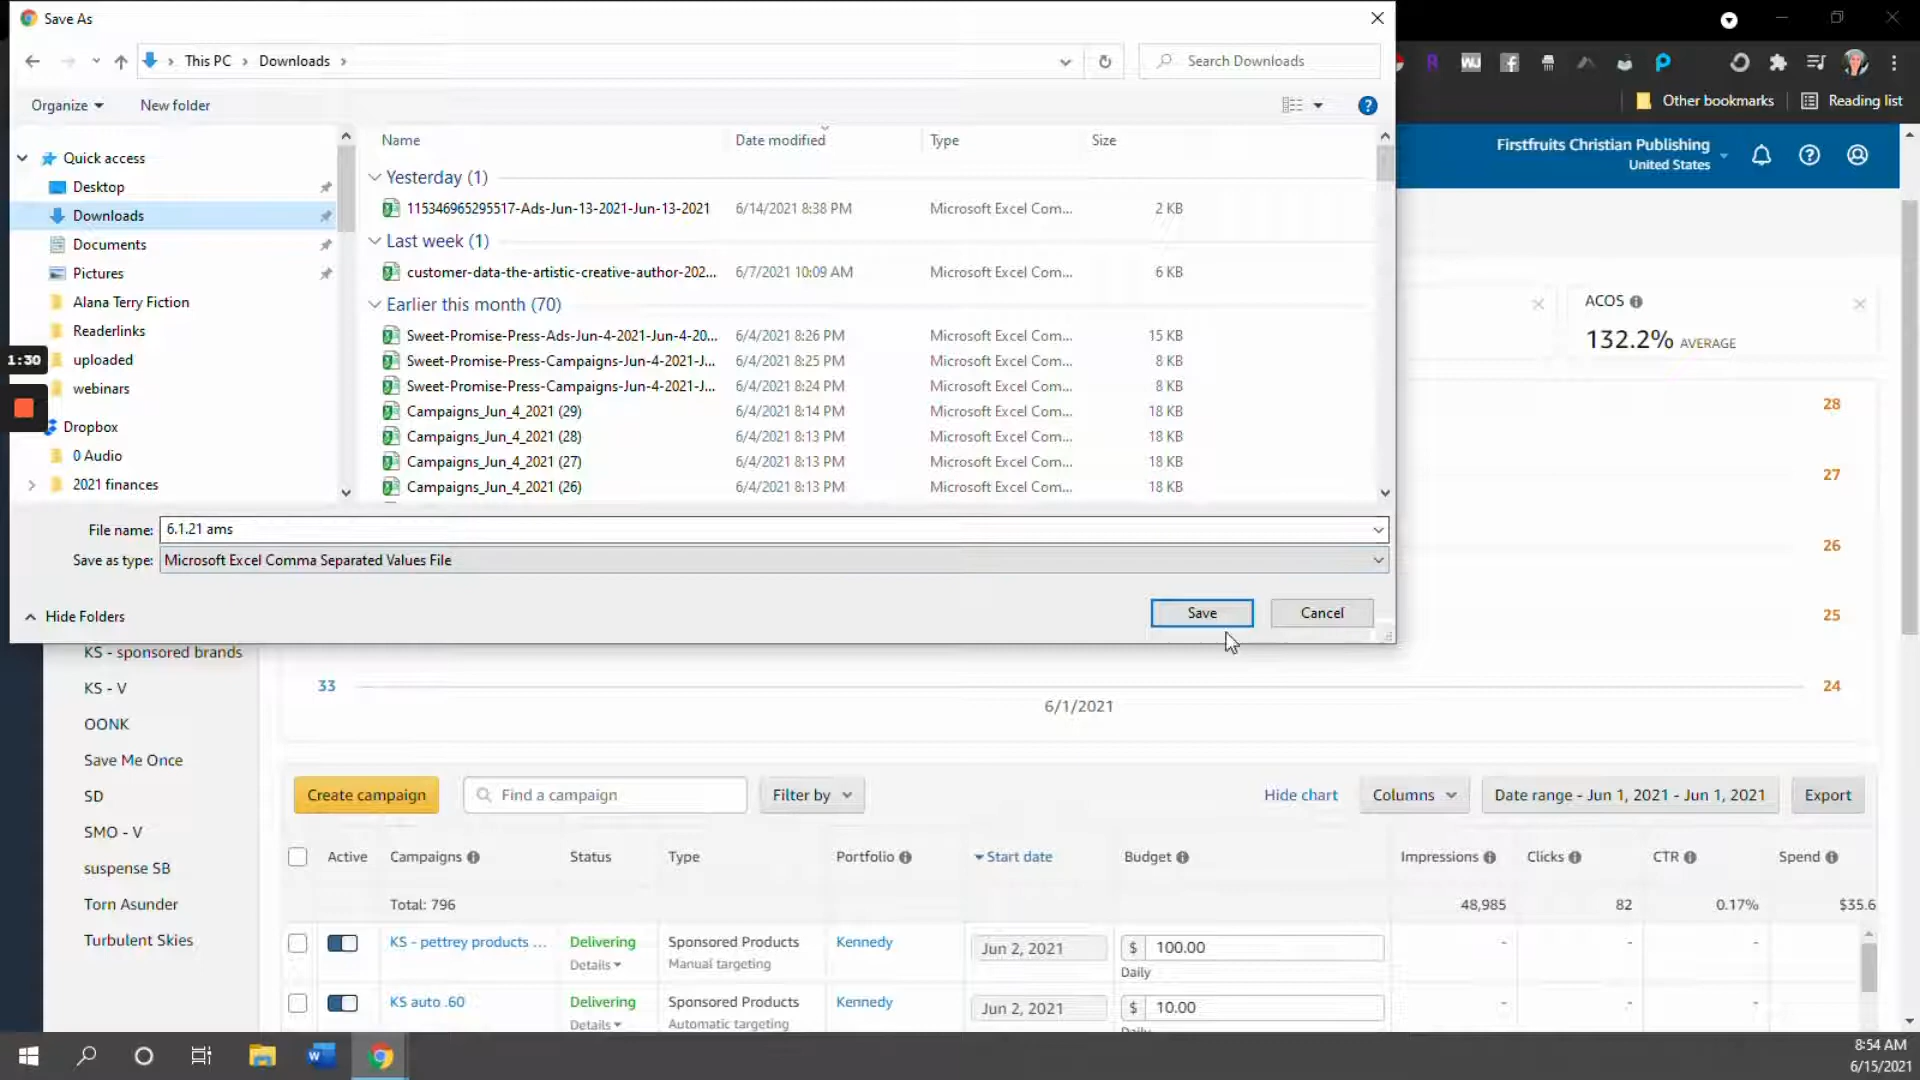 Save As
This PC
Downloads
Search Downloads
Organize
New folder
Other bookmarks
Reading list
Name
Date modified
Type
Size
Quick access
Desktop
Downloads
Documents
Pictures
Alana Terry Fiction
Readerlinks
uploaded
webinars
Dropbox
0 Audio
2021 finances
Yesterday (1)
115346965295517-Ads-Jun-13-2021-Jun-13-2021 6/14/2021 8:38 PM Microsoft Excel Com... 2 KB
Last week (1)
customer-data-the-artistic-creative-author-202... 6/7/2021 10:09 AM Microsoft Excel Com... 6 KB
Earlier this month (70)
Sweet-Promise-Press-Ads-Jun-4-2021-Jun-4-20... 6/4/2021 8:26 PM Microsoft Excel Com... 15 KB
Sweet-Promise-Press-Campaigns-Jun-4-2021-J... 6/4/2021 8:25 PM Microsoft Excel Com... 8 KB
Sweet-Promise-Press-Campaigns-Jun-4-2021-J... 6/4/2021 8:24 PM Microsoft Excel Com... 8 KB
Campaigns_Jun_4_2021 (29) 6/4/2021 8:14 PM Microsoft Excel Com... 18 KB
Campaigns_Jun_4_2021 (28) 6/4/2021 8:13 PM Microsoft Excel Com... 18 KB
Campaigns_Jun_4_2021 (27) 6/4/2021 8:13 PM Microsoft Excel Com... 18 KB
Campaigns_Jun_4_2021 (26) 6/4/2021 8:13 PM Microsoft Excel Com... 18 KB
1:30
File name: 6.1.21 ams
Save as type: Microsoft Excel Comma Separated Values File
Hide Folders
Save
Cancel
Firstfruits Christian Publishing
United States
ACOS
132.2% AVERAGE
28
27
26
25
24
33
6/1/2021
KS - sponsored brands
KS - V
OONK
Save Me Once
SD
SMO - V
suspense SB
Torn Asunder
Turbulent Skies
Create campaign
Find a campaign
Filter by
Hide chart
Columns
Date range - Jun 1, 2021 - Jun 1, 2021
Export
Active Campaigns Status Type Portfolio Start date Budget Impressions Clicks CTR Spend
Total: 796 48,985 82 0.17% $35.6
KS - pettrey products ... Delivering Sponsored Products Kennedy Jun 2, 2021 $ 100.00 - - -
Details Manual targeting Daily
KS auto .60 Delivering Sponsored Products Kennedy Jun 2, 2021 $ 10.00 - - -
Details Automatic targeting
8:54 AM
6/15/2021